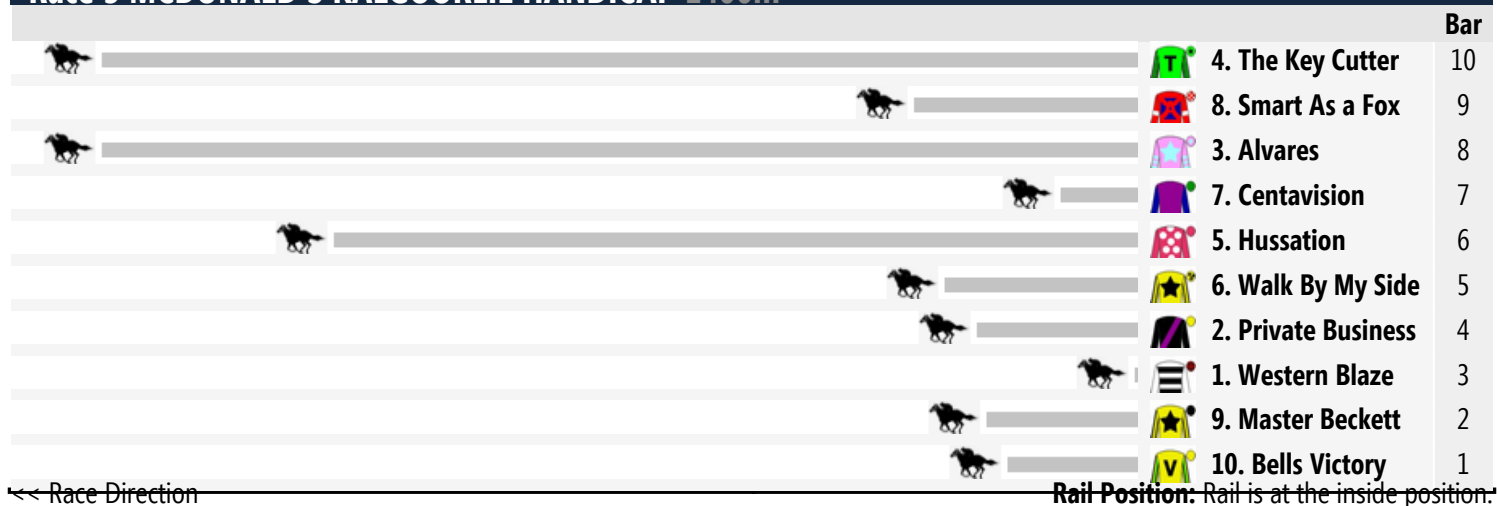 Bar
4. The Key Cutter 10
8. Smart As a Fox 9
3. Alvares 8
7. Centavision 7
5. Hussation 6
6. Walk By My Side 5
2. Private Business 4
1. Western Blaze 3
9. Master Beckett 2
10. Bells Victory 1
<< Race Direction Rail Position: Rail is at the inside position.